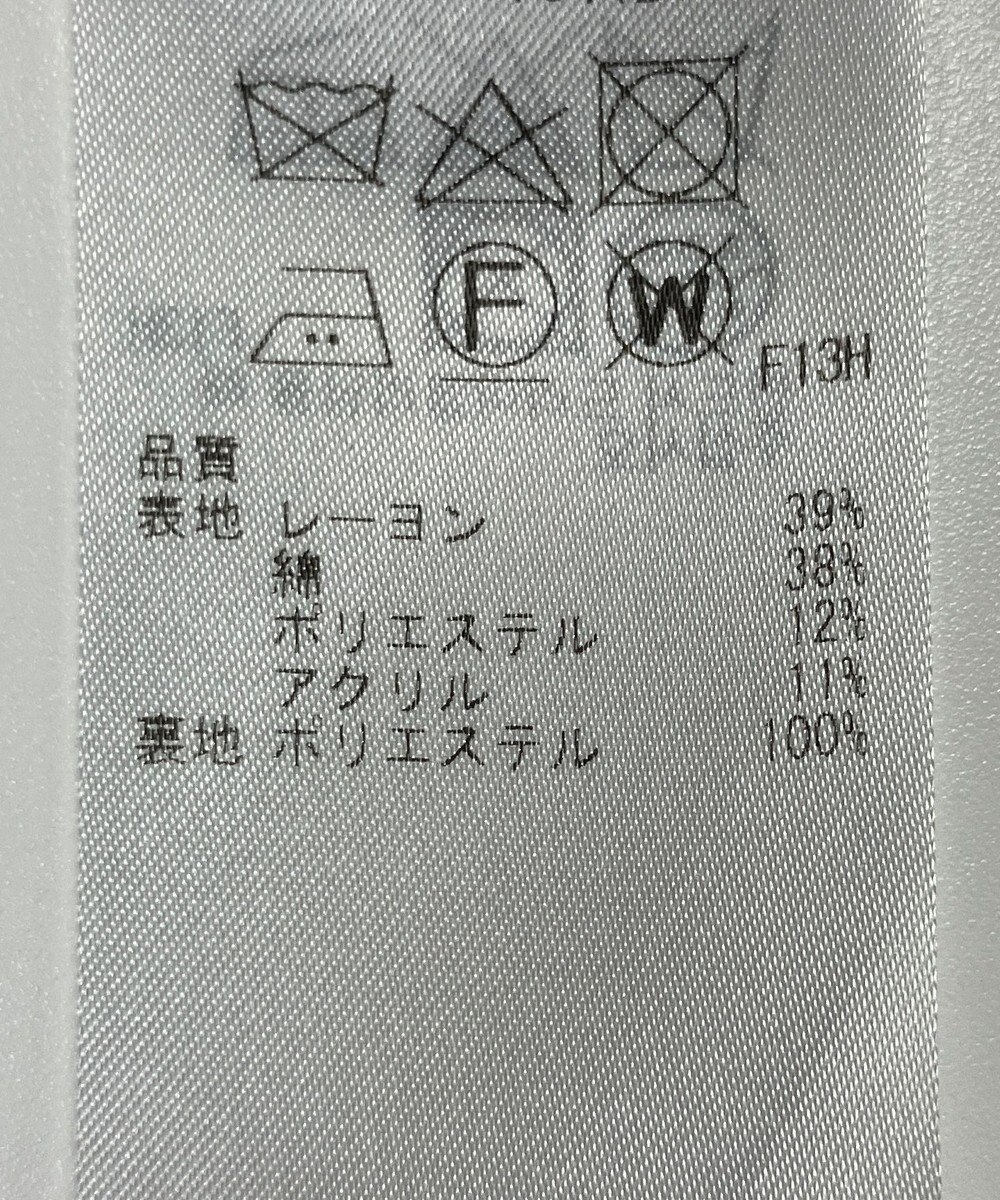 F W F13H
品質
表地 レーヨン 39%
綿 38%
ポリエステル 12%
アクリル 11%
裏地 ポリエステル 100%